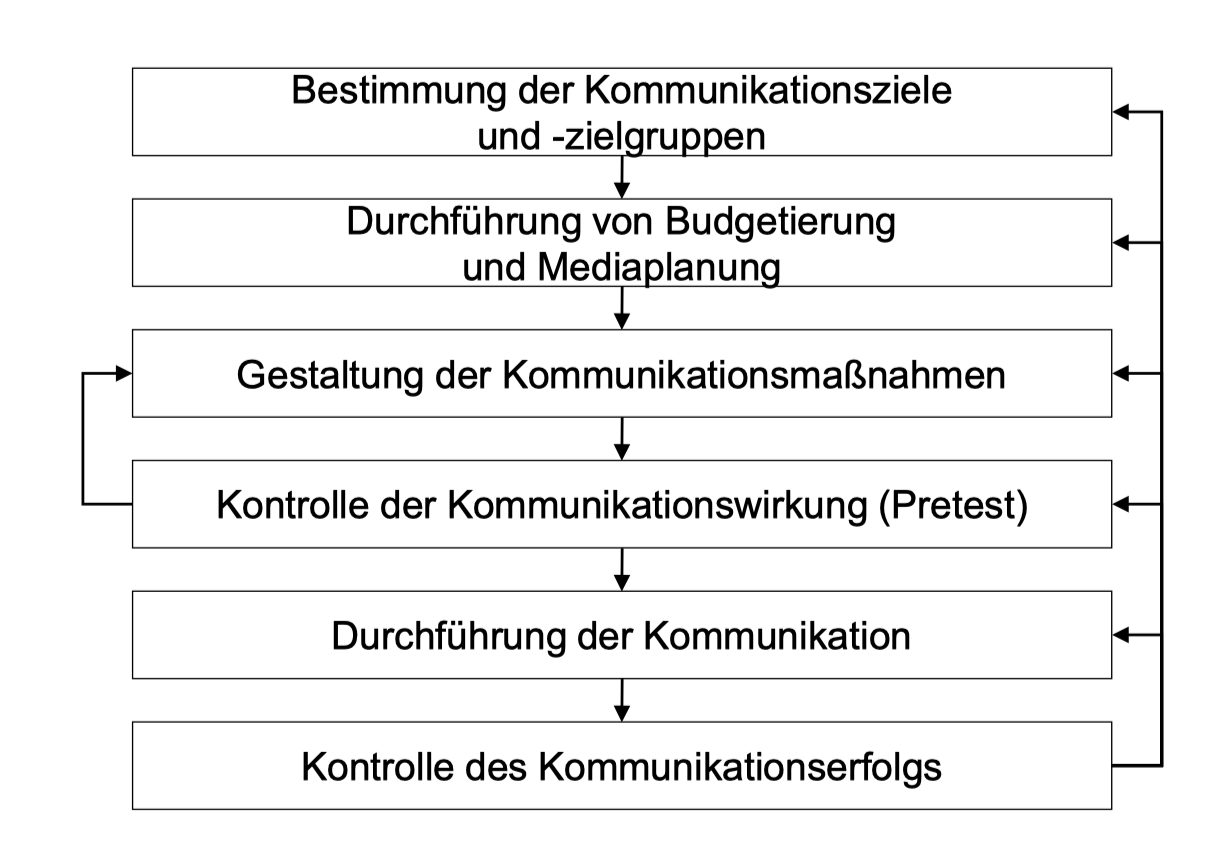 Bestimmung der Kommunikationsziele
und -zielgruppen
Durchführung von Budgetierung
und Mediaplanung
Gestaltung der Kommunikationsmaßnahmen
Kontrolle der Kommunikationswirkung (Pretest)
Durchführung der Kommunikation
Kontrolle des Kommunikationserfolgs